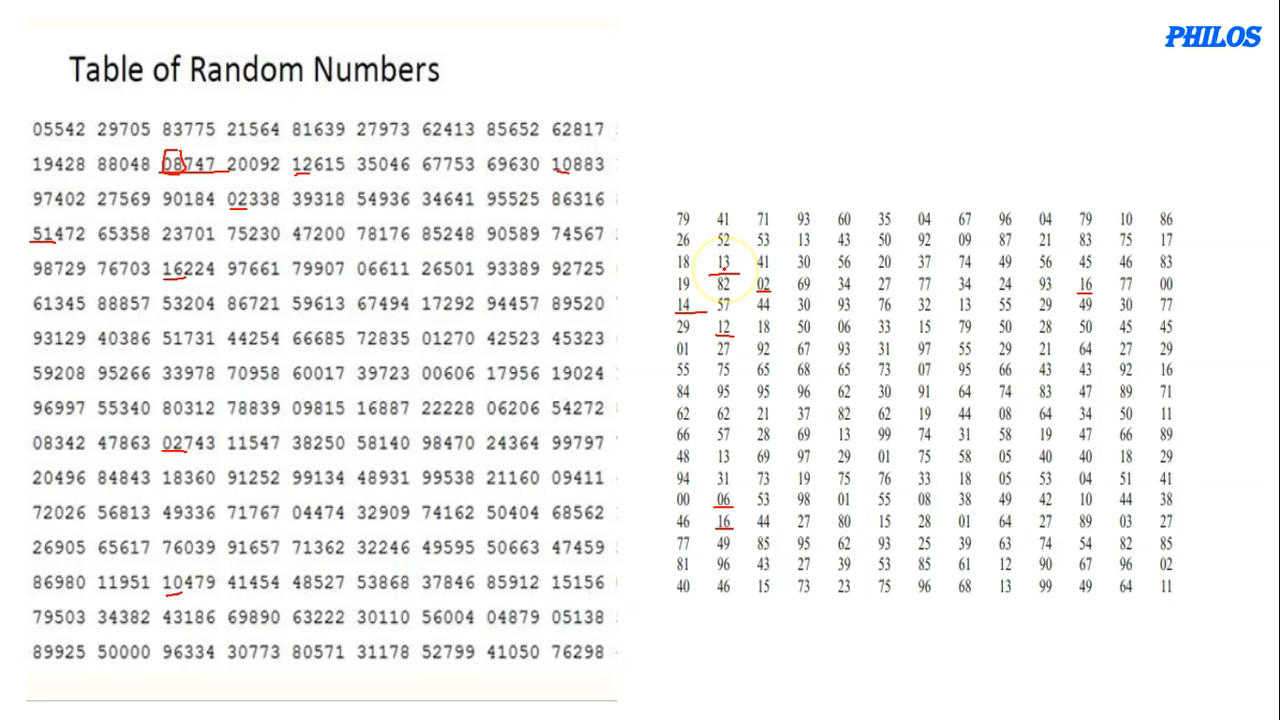 PHILOS
Table of Random Numbers
05542 29705 83775 21564 81639 27973 62413 85652 62817
19428 88048 08747 20092 12615 35046 67753 69630 10883
97402 27569 90184 02338 39318 54936 34641 95525 86316
51472 65358 23701 75230 47200 78176 85248 90589 74567
98729 76703 16224 97661 79907 06611 26501 93389 92725
61345 88857 53204 86721 59613 67494 17292 94457 89520
93129 40386 51731 44254 66685 72835 01270 42523 45323
59208 95266 33978 70958 60017 39723 00606 17956 19024
96997 55340 80312 78839 09815 16887 22228 06206 54272
08342 47863 02743 11547 38250 58140 98470 24364 99797
20496 84843 18360 91252 99134 48931 99538 21160 09411
72026 56813 49336 71767 04474 32909 74162 50404 68562
26905 65617 76039 91657 71362 32246 49595 50663 47459
86980 11951 10479 41454 48527 53868 37846 85912 15156
79503 34382 43186 69890 63222 30110 56004 04879 05138
89925 50000 96334 30773 80571 31178 52799 41050 76298
79 41 71 93 60 35 04 67 96 04 79 10 86
26 52 53 13 43 50 92 09 87 21 83 75 17
18 13 41 30 56 20 37 74 49 56 45 46 83
19 82 02 69 34 27 77 34 24 93 16 77 00
14 57 44 30 93 76 32 13 55 29 49 30 77
29 12 18 50 06 33 15 79 50 28 50 45 45
01 27 92 67 93 31 97 55 29 21 64 27 29
55 75 65 68 65 73 07 95 66 43 43 92 16
84 95 95 96 62 30 91 64 74 83 47 89 71
62 62 21 37 82 62 19 44 08 64 34 50 11
66 57 28 69 13 99 74 31 58 19 47 66 89
48 13 69 97 29 01 75 58 05 40 40 18 29
94 31 73 19 75 76 33 18 05 53 04 51 41
00 06 53 98 01 55 08 38 49 42 10 44 38
46 16 44 27 80 15 28 01 64 27 89 03 27
77 49 85 95 62 93 25 39 63 74 54 82 85
81 96 43 27 39 53 85 61 12 90 67 96 02
40 46 15 73 23 75 96 68 13 99 49 64 11